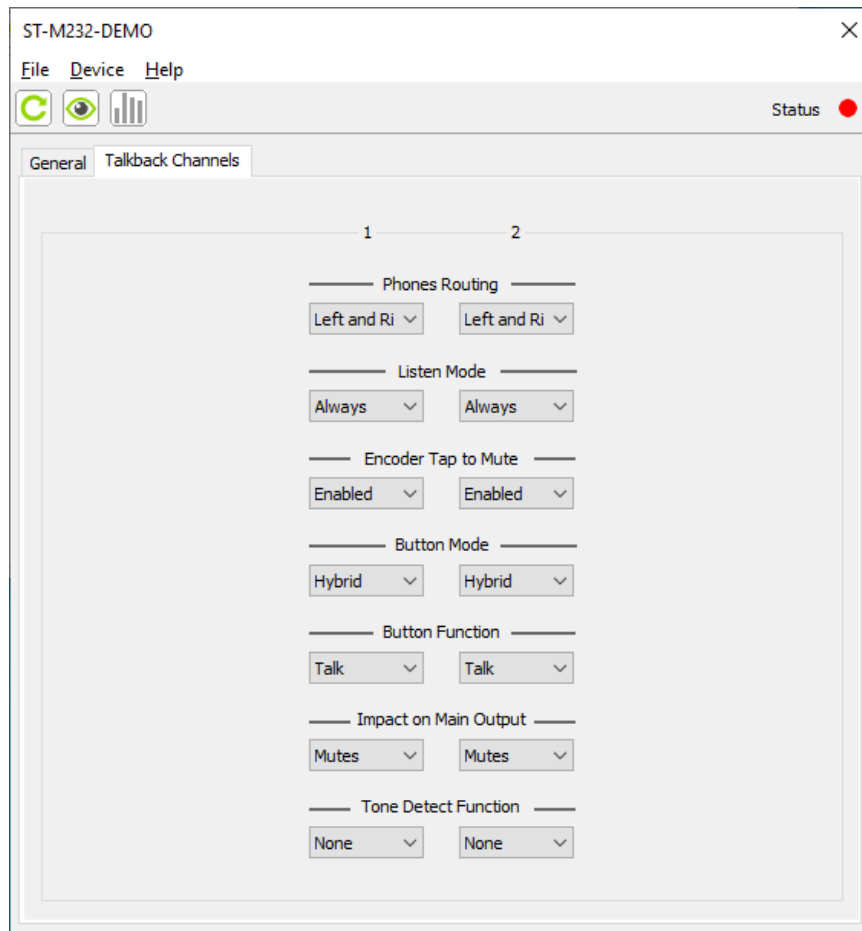 ST-M232-DEMO
File Device Help
Status
General Talkback Channels
1 2
Phones Routing
Left and Ri Left and Ri
Listen Mode
Always Always
Encoder Tap to Mute
Enabled Enabled
Button Mode
Hybrid Hybrid
Button Function
Talk Talk
Impact on Main Output
Mutes Mutes
Tone Detect Function
None None